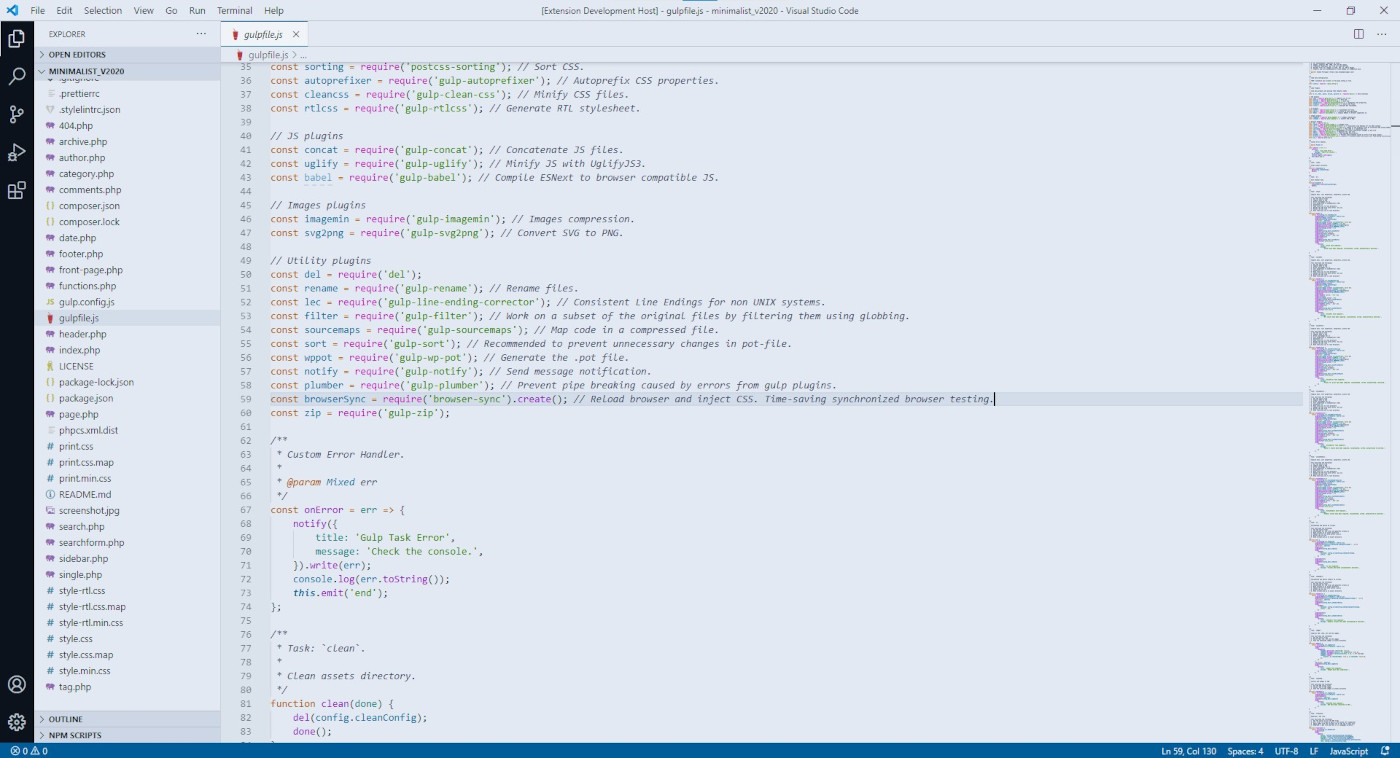 File Edit Selection View Go Run Terminal Help
[Extension Development Host] - gulpfile.js - minimalist_v2020 - Visual Studio Code
EXPLORER
OPEN EDITORS
MINIMALIST_V2020
.prettierrc
.stylelintrc.json
404.php
archive.php
author.php
category.php
comments.php
composer.json
composer.lock
date.php
footer.php
front-page.php
functions.php
gulp.config.js
gulpfile.js
header.php
index.php
LICENSE
package-lock.json
package.json
page.php
phpcs.xml.dist
print.css
print.css.map
print.min.css
README.md
screenshot.jpg
search.php
searchform.php
sidebar.php
single.php
style-rtl.css
style-rtl.css.map
style-rtl.min.css
style.css
style.css.map
style.min.css
tag.php
OUTLINE
NPM SCRIPTS
gulpfile.js
gulpfile.js > ...
35 const sorting = require('postcss-sorting'); // Sort CSS.
36 const autoprefixer = require('gulp-autoprefixer'); // Autoprefix CSS properties.
37 const cleancss = require('gulp-clean-css'); // Minify CSS files.
38 const rtlcss = require('gulp-rtlcss'); // Generate RTL stylesheet.
39
40 // JS plugins
41 const concat = require('gulp-concat'); // Concatenate JS files.
42 const uglify = require('gulp-uglify'); // Minify JS with UglifyJS3.
43 const babel = require('gulp-babel'); // Compile ESNext to browser compatible JS.
44
45 // Images plugins
46 const imagemin = require('gulp-imagemin'); // Images compression.
47 const svg2png = require('gulp-svg2png'); // Convert SVG to PNG.
48
49 // Utility plugins
50 const del = require('del');
51 const rename = require('gulp-rename'); // Rename files.
52 const lec = require('gulp-line-ending-corrector'); // Consistent Line Endings for non UNIX systems.
53 const filter = require('gulp-filter'); // Work on a subset of the original files by filtering them using globbing.
54 const sourcemaps = require('gulp-sourcemaps'); // Map code in a compressed file.
55 const sort = require('gulp-sort'); // Recommended to prevent unnecessary changes in pot-file.
56 const wppot = require('gulp-wp-pot'); // Generate the .pot file.
57 const notify = require('gulp-notify'); // Send message notification.
58 const plumber = require('gulp-plumber'); // Prevent pipe breaking caused by errors from gulp plugins.
59 const browserSync = require('browser-sync').create(); // Reload browser and inject CSS. Time-saving synchronized browser testing.
60 const zip = require('gulp-zip');
61
62 /**
63 * Custom Error Handler.
64 *
65 * @param Mixed err
66 */
67 const onError = err => {
68 notify({
69 title: 'Gulp Task Error',
70 message: 'Check the console.',
71 }).write(err);
72 console.log(err.toString());
73 this.emit('end');
74 };
75
76 /**
77 * Task: `clean`.
78 *
79 * Clean assets directory.
80 */
81 function clean(done) {
82 del(config.cleanConfig);
83 done();
0 0
Ln 59, Col 130 Spaces: 4 UTF-8 LF JavaScript